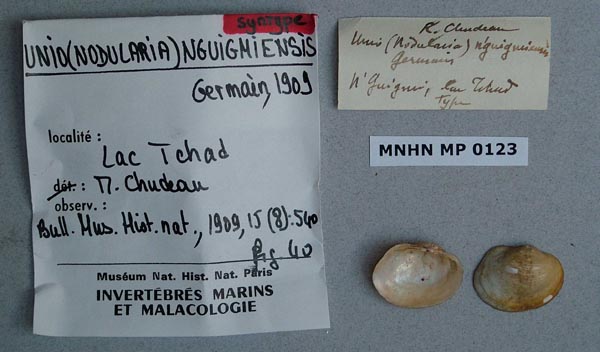 syntype
UNIO (NODULARIA) NGUIGMIENSIS
Germain, 1909
localité :
Lac Tchad
dét. : M. Chudeau
observ. :
Bull. Mus. Hist. nat., 1909, 15 (8): 540
fig 40
Muséum Nat. Hist. Nat. Paris
INVERTÉBRÉS MARINS
ET MALACOLOGIE
R. Chudeau
Unio (Nodularia) nguigmiensis
Germain
N'Guigmi, lac Tchad
Type
MNHN MP 0123